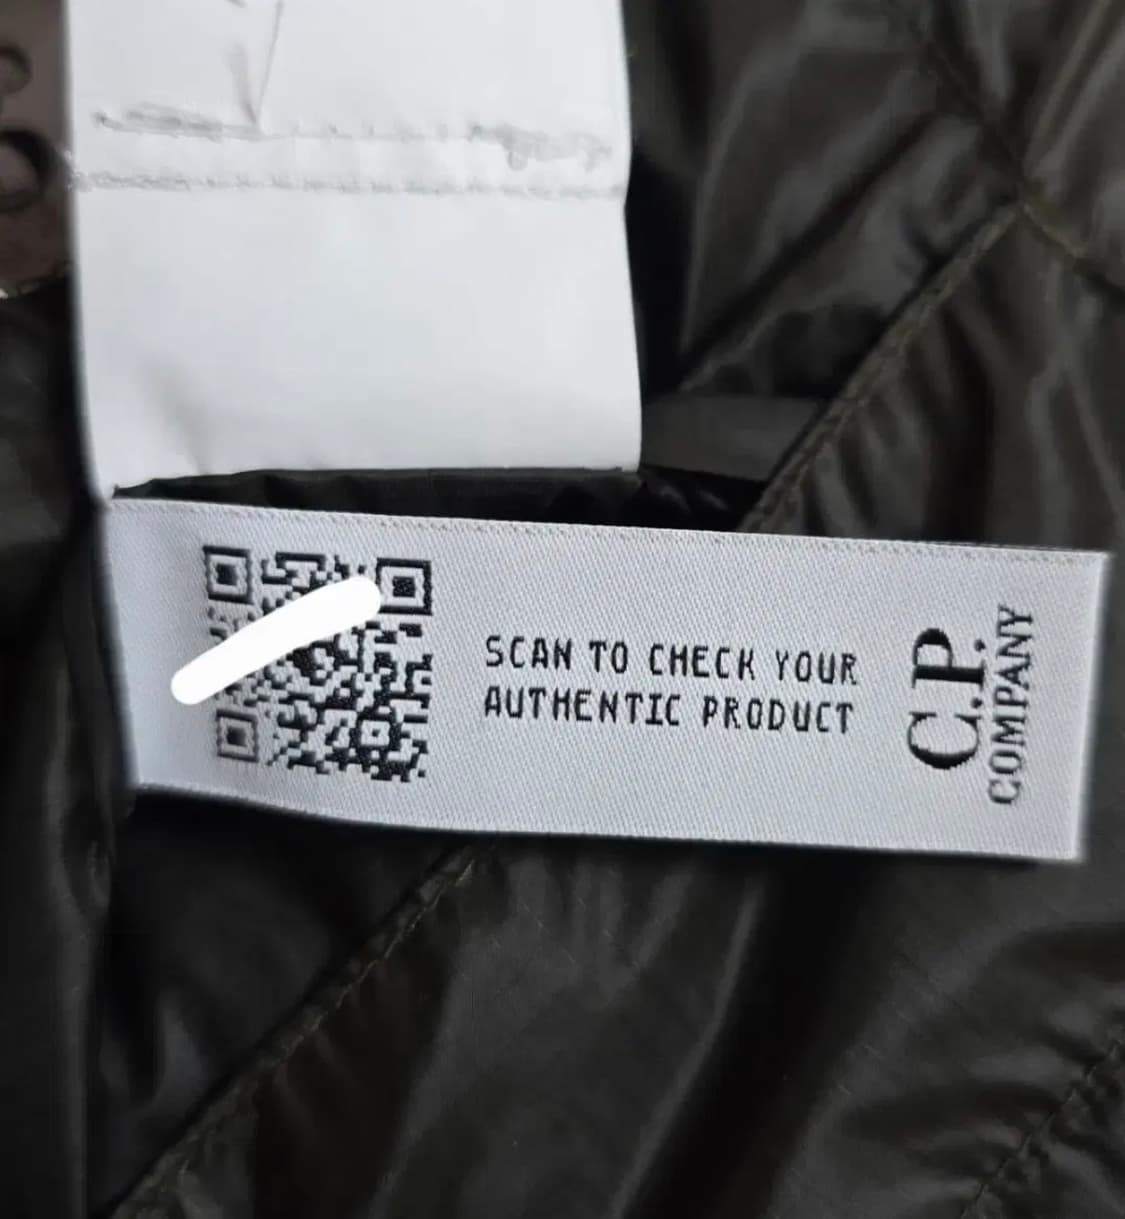 SCAN TO CHECK YOUR
AUTHENTIC PRODUCT
C.P.
COMPANY